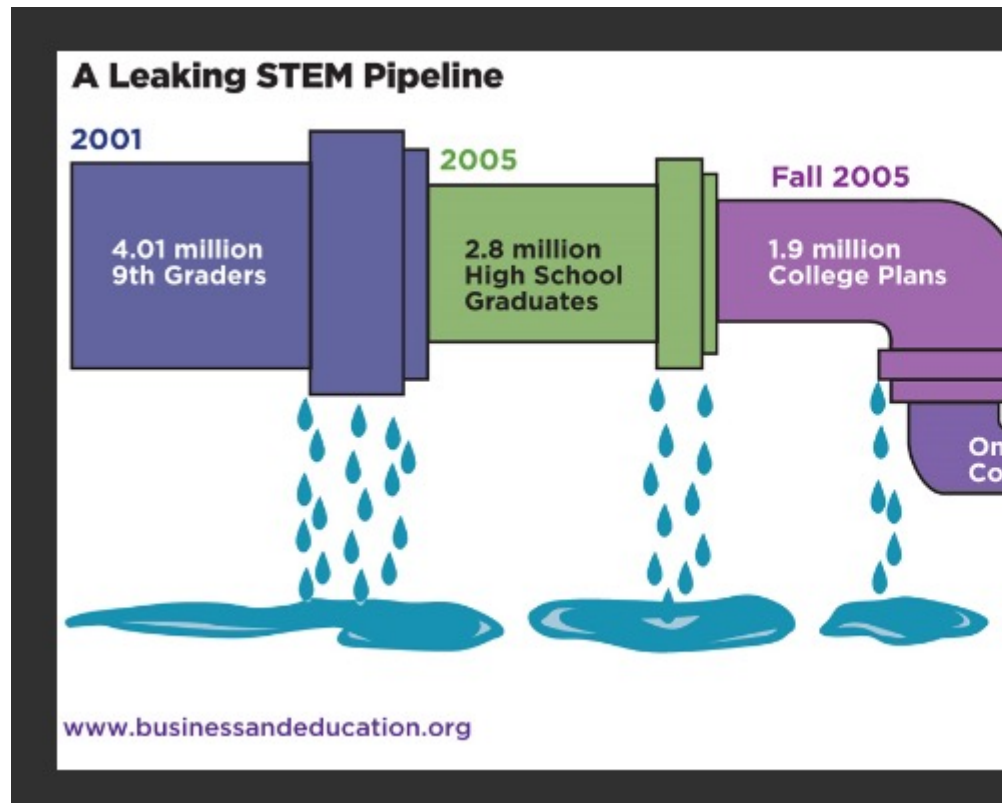 A Leaking STEM Pipeline
2001
4.01 million
9th Graders
2005
2.8 million
High School
Graduates
Fall 2005
1.9 million
College Plans
www.businessandeducation.org